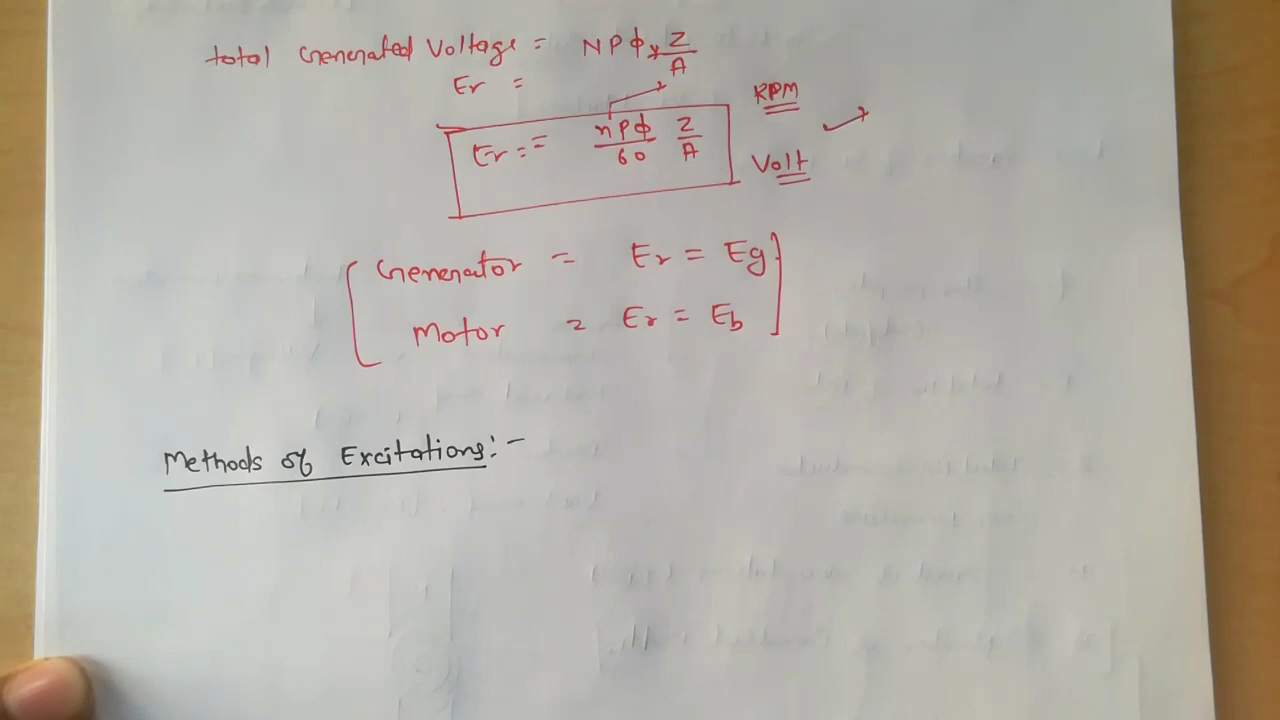 total Generated Voltage = NPΦ × Z/A
Er =
Er = = nPΦ/60 Z/A
RPM
Volt
Generator = Er = Eg
Motor = Er = Eb
Methods of Excitations:-